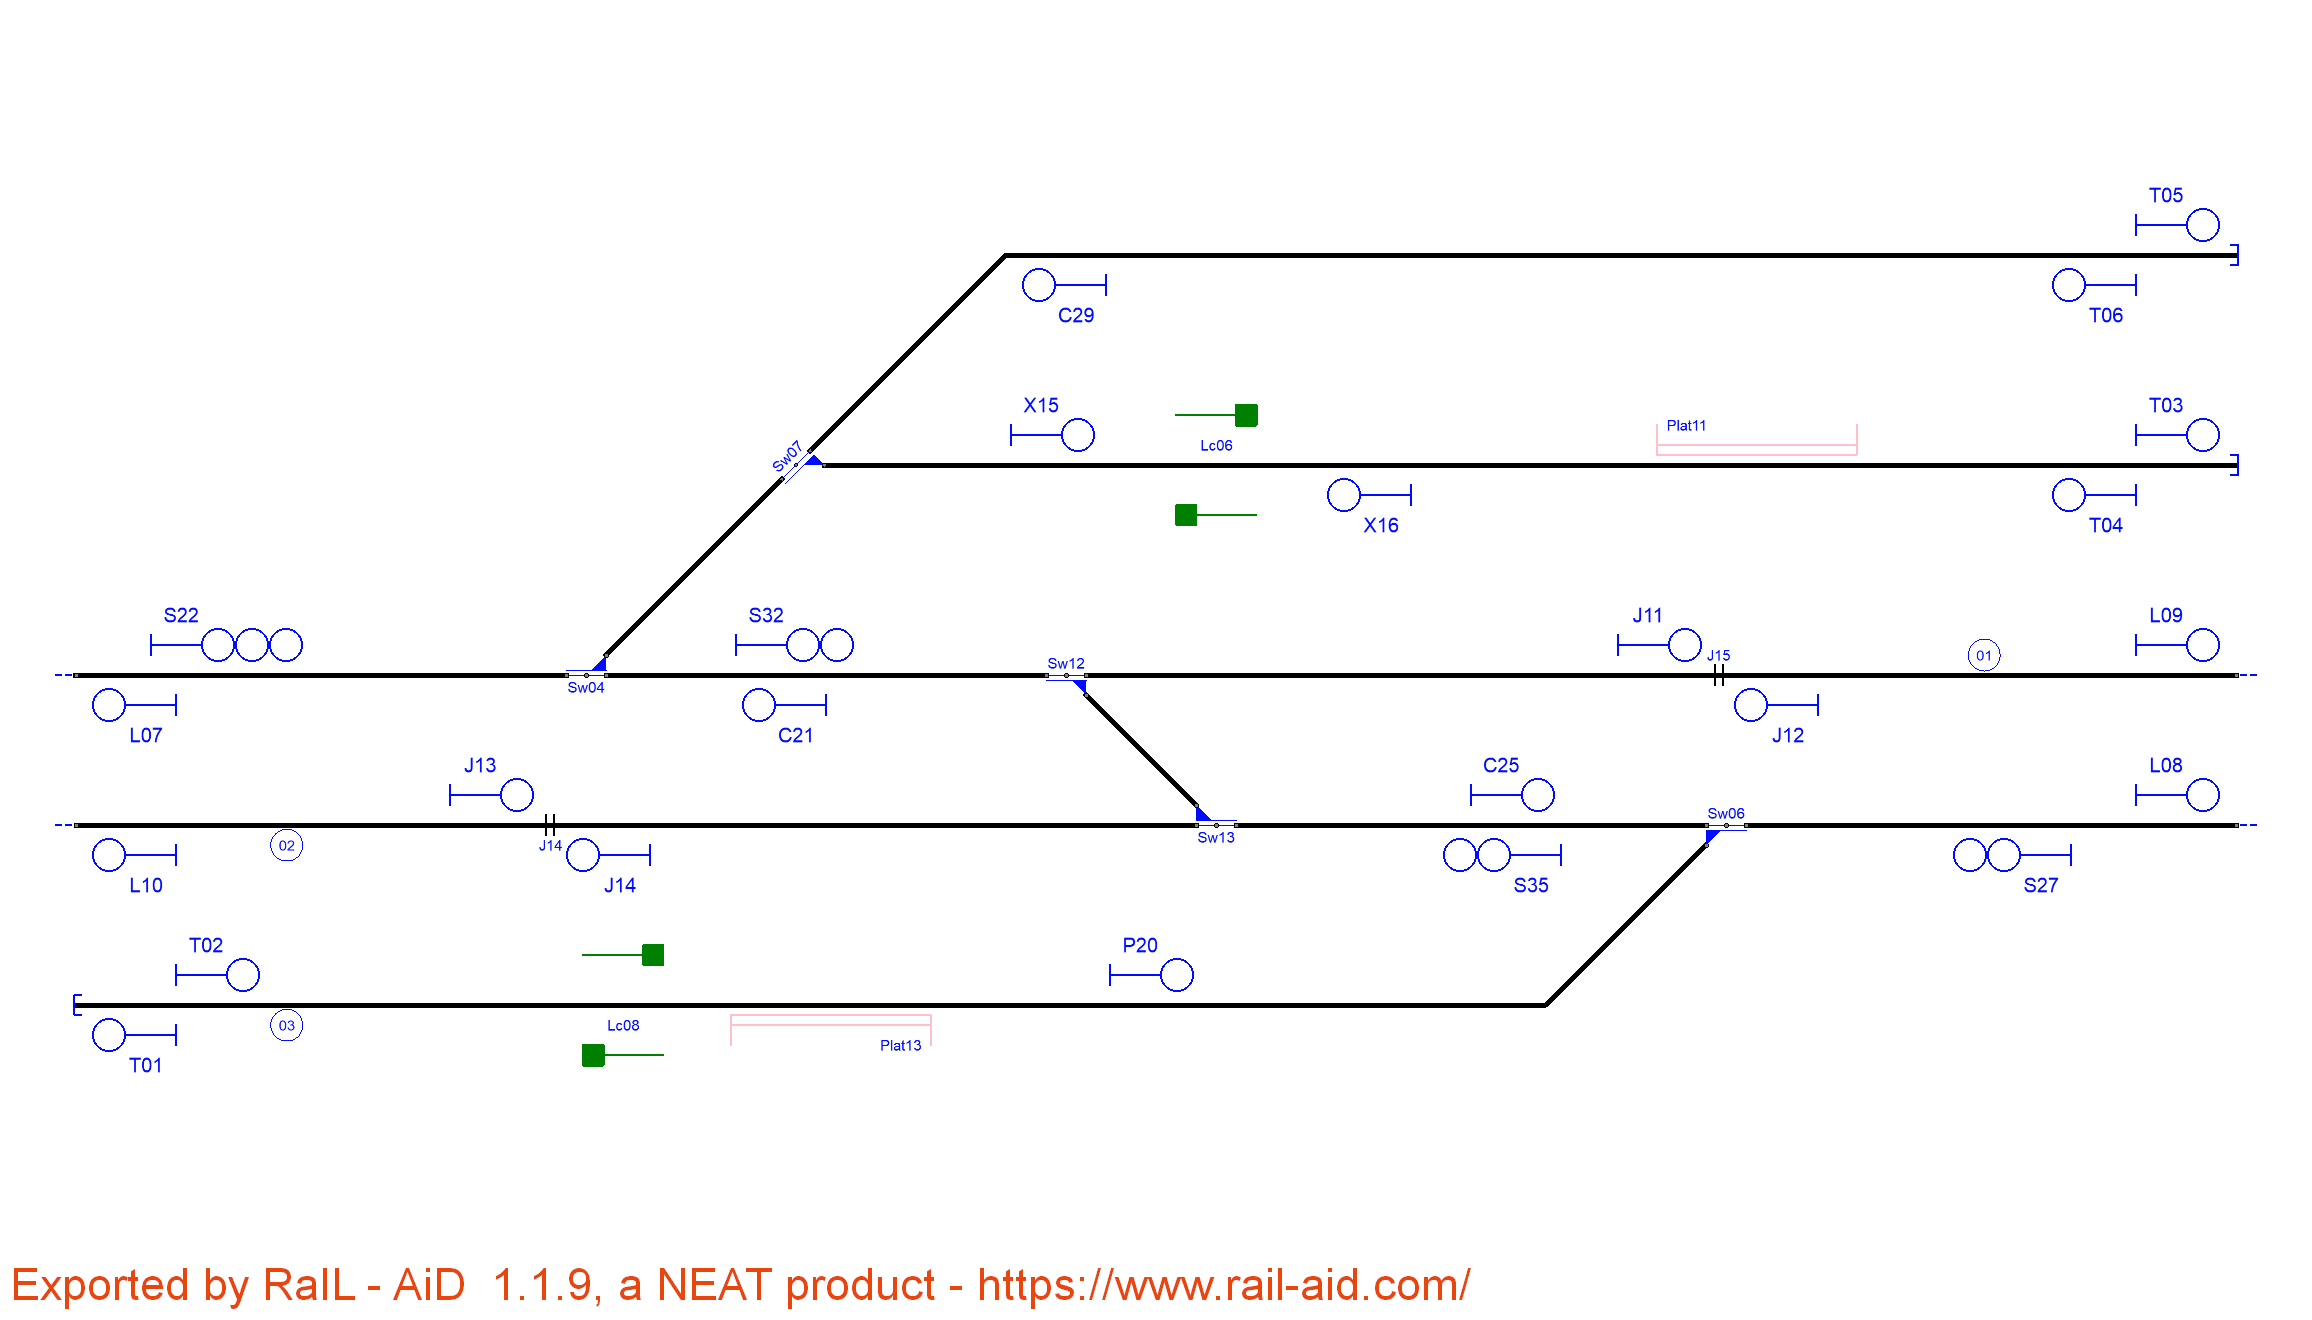 T05
C29
T06
X15
T03
Plat11
Lc06
Sw07
X16
T04
S22
S32
J11
L09
J15
01
Sw12
Sw04
L07
C21
J12
J13
C25
L08
Sw06
Sw13
02
J14
L10
J14
S35
S27
T02
P20
03
Lc08
Plat13
T01
Exported by RaIL - AiD  1.1.9, a NEAT product - https://www.rail-aid.com/